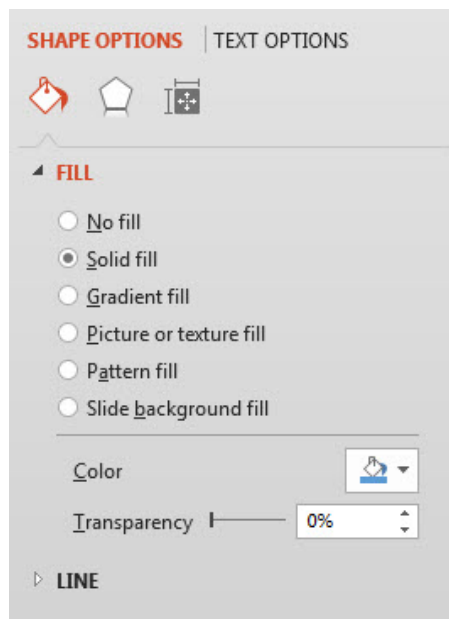 SHAPE OPTIONS TEXT OPTIONS
FILL
No fill
Solid fill
Gradient fill
Picture or texture fill
Pattern fill
Slide background fill
Color
Transparency 0%
LINE